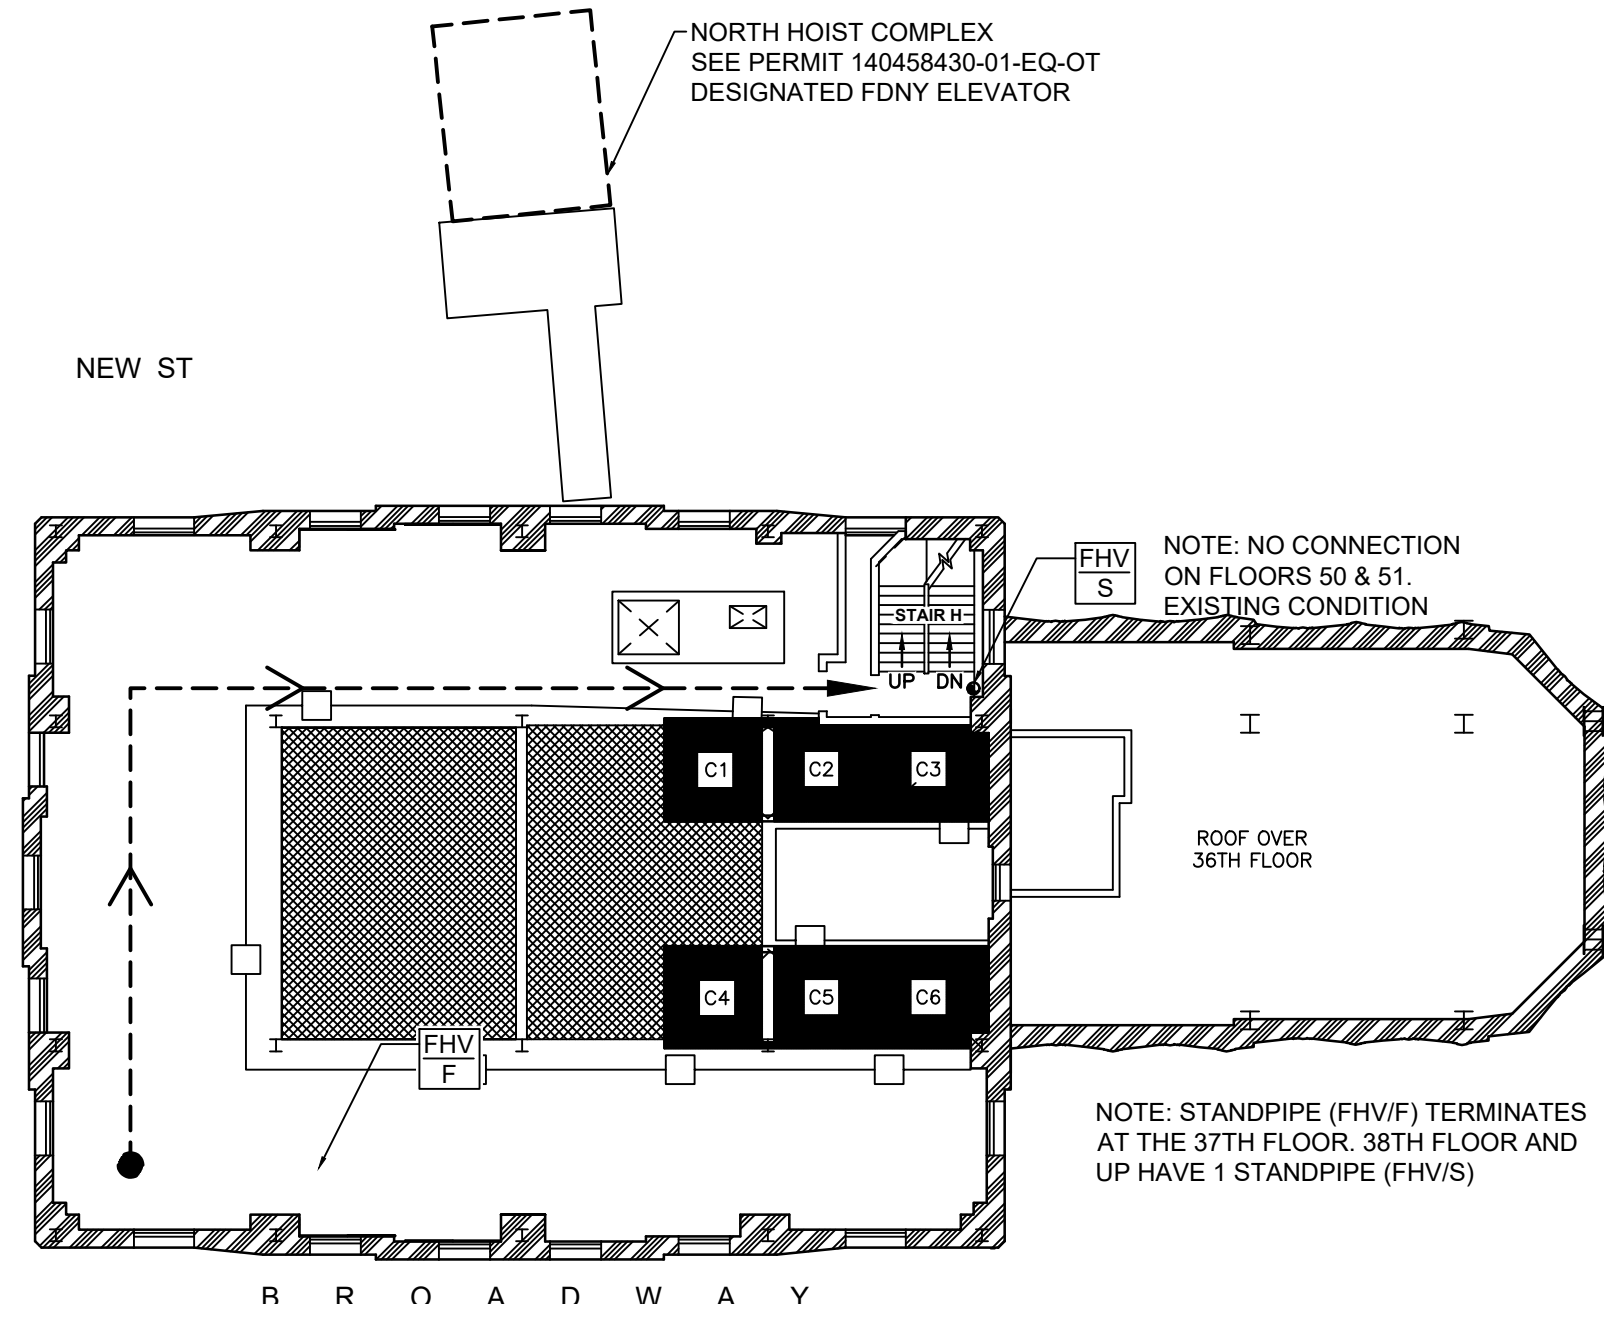 NORTH HOIST COMPLEX
SEE PERMIT 140458430-01-EQ-OT
DESIGNATED FDNY ELEVATOR
NEW ST
FHV
S
NOTE: NO CONNECTION
ON FLOORS 50 & 51.
EXISTING CONDITION
STAIR H
UP DN
C1 C2 C3
ROOF OVER
36TH FLOOR
C4 C5 C6
FHV
F
NOTE: STANDPIPE (FHV/F) TERMINATES
AT THE 37TH FLOOR. 38TH FLOOR AND
UP HAVE 1 STANDPIPE (FHV/S)
BROADWAY